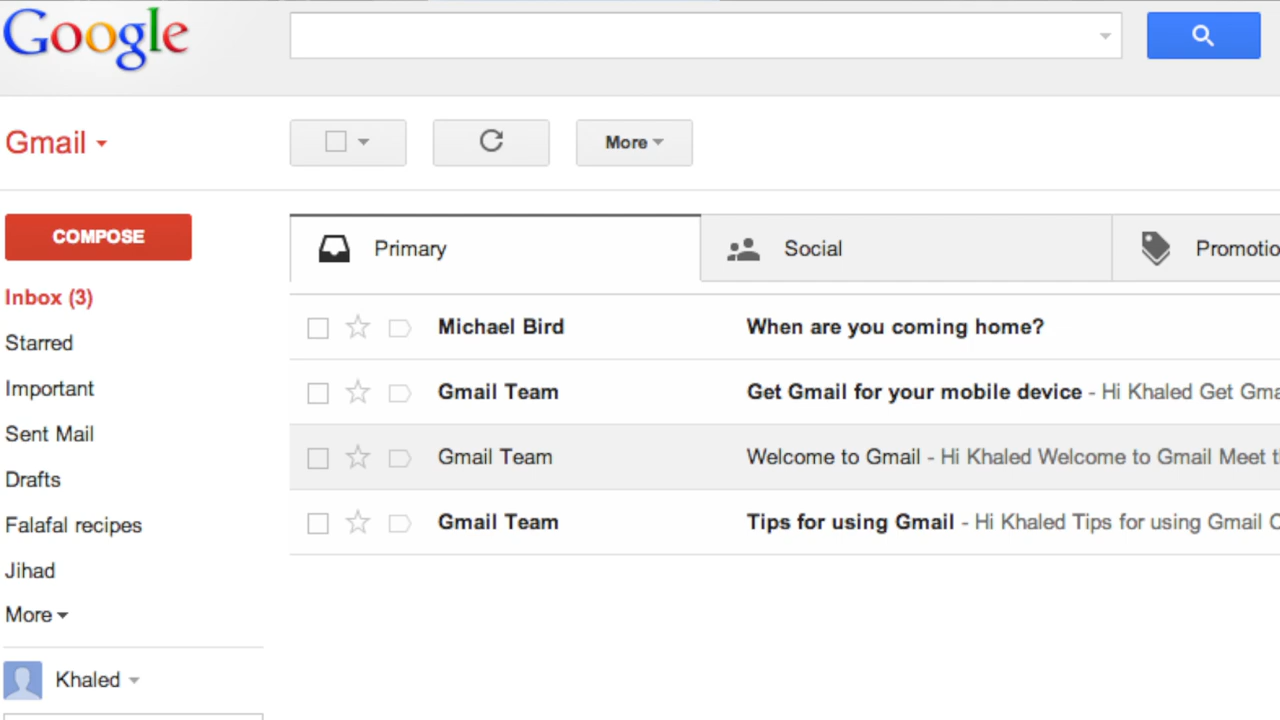 Google
Gmail
More
COMPOSE
Primary
Social
Promotio
Inbox (3)
Starred
Important
Sent Mail
Drafts
Falafal recipes
Jihad
More
Khaled
Michael Bird When are you coming home?
Gmail Team Get Gmail for your mobile device - Hi Khaled Get Gma
Gmail Team Welcome to Gmail - Hi Khaled Welcome to Gmail Meet t
Gmail Team Tips for using Gmail - Hi Khaled Tips for using Gmail C